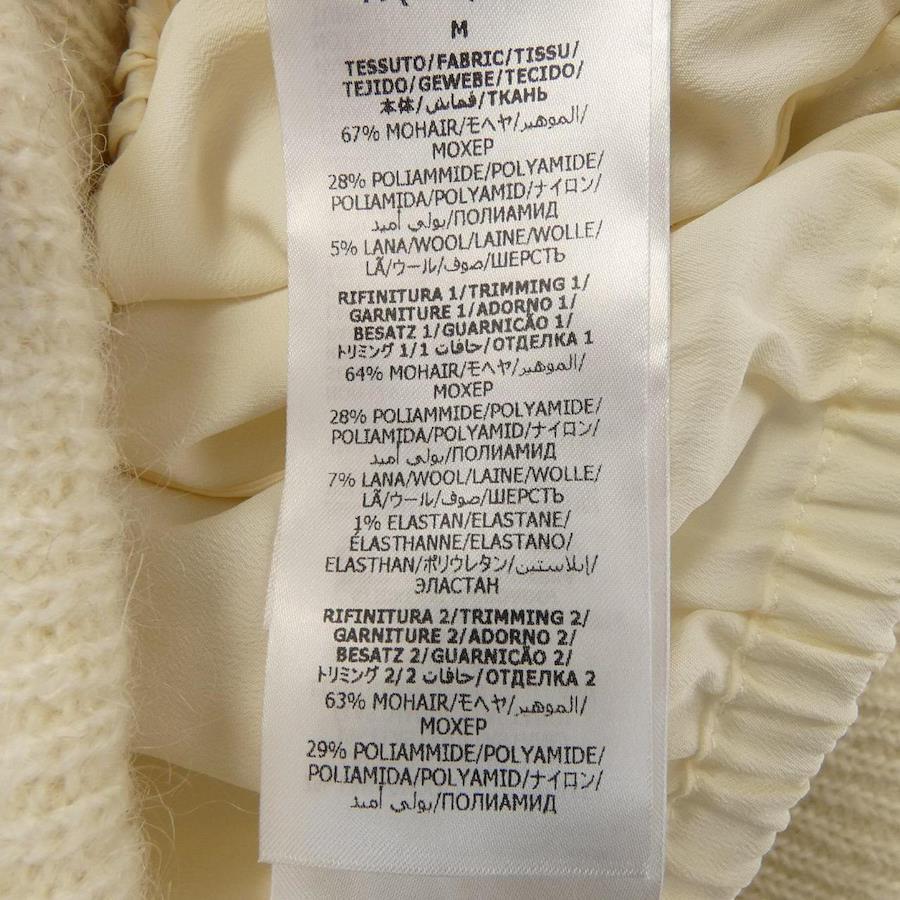 M
TESSUTO/FABRIC/TISSU/
TEJIDO/GEWEBE/TECIDO/
本体/قماش/ТКАНЬ
67% MOHAIR/モヘヤ/الموهير/
МОХЕР
28% POLIAMMIDE/POLYAMIDE/
POLIAMIDA/POLYAMID/ナイロン/
بولي أميد/ПОЛИАМИД
5% LANA/WOOL/LAINE/WOLLE/
LÃ/ウール/صوف/ШЕРСТЬ
RIFINITURA 1/TRIMMING 1/
GARNITURE 1/ADORNO 1/
BESATZ 1/GUARNIÇÃO 1/
トリミング 1/1 حافات/ОТДЕЛКА 1
64% MOHAIR/モヘヤ/الموهير/
МОХЕР
28% POLIAMMIDE/POLYAMIDE/
POLIAMIDA/POLYAMID/ナイロン/
بولي أميد/ПОЛИАМИД
7% LANA/WOOL/LAINE/WOLLE/
LÃ/ウール/صوف/ШЕРСТЬ
1% ELASTAN/ELASTANE/
ÉLASTHANNE/ELASTANO/
ELASTHAN/ポリウレタン/إيلاستين/
ЭЛАСТАН
RIFINITURA 2/TRIMMING 2/
GARNITURE 2/ADORNO 2/
BESATZ 2/GUARNIÇÃO 2/
トリミング 2/2 حافات/ОТДЕЛКА 2
63% MOHAIR/モヘヤ/الموهير/
МОХЕР
29% POLIAMMIDE/POLYAMIDE/
POLIAMIDA/POLYAMID/ナイロン/
بولي أميد/ПОЛИАМИД